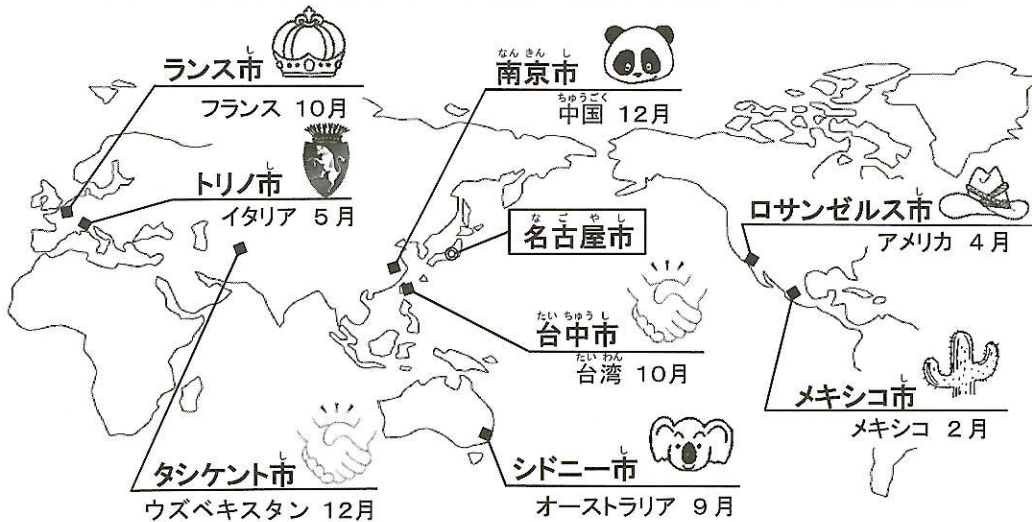 ランス市
フランス 10月
トリノ市
イタリア 5月
南京市
中国 12月
名古屋市
ロサンゼルス市
アメリカ 4月
台中市
台湾 10月
メキシコ市
メキシコ 2月
タシケント市
ウズベキスタン 12月
シドニー市
オーストラリア 9月